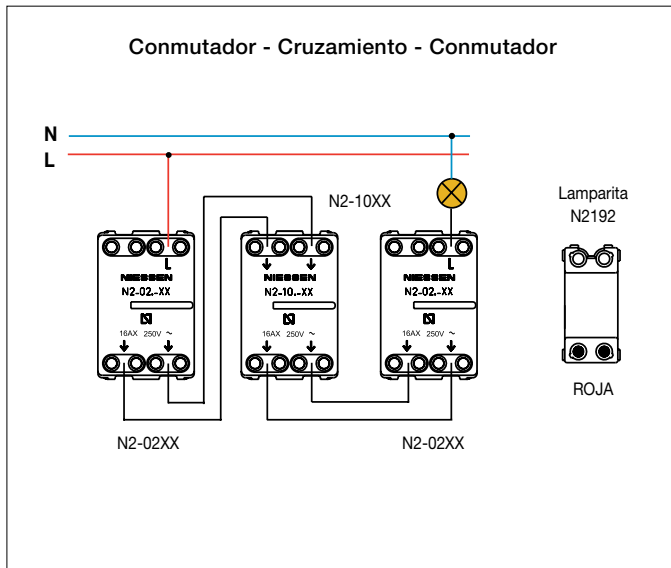 Conmutador - Cruzamiento - Conmutador
N
L
N2-10XX
Lamparita
N2192
L
NIESSEN
N2-02.-XX
16AX 250V ~
NIESSEN
N2-10.-XX
16AX 250V ~
L
NIESSEN
N2-02.-XX
16AX 250V ~
ROJA
N2-02XX
N2-02XX